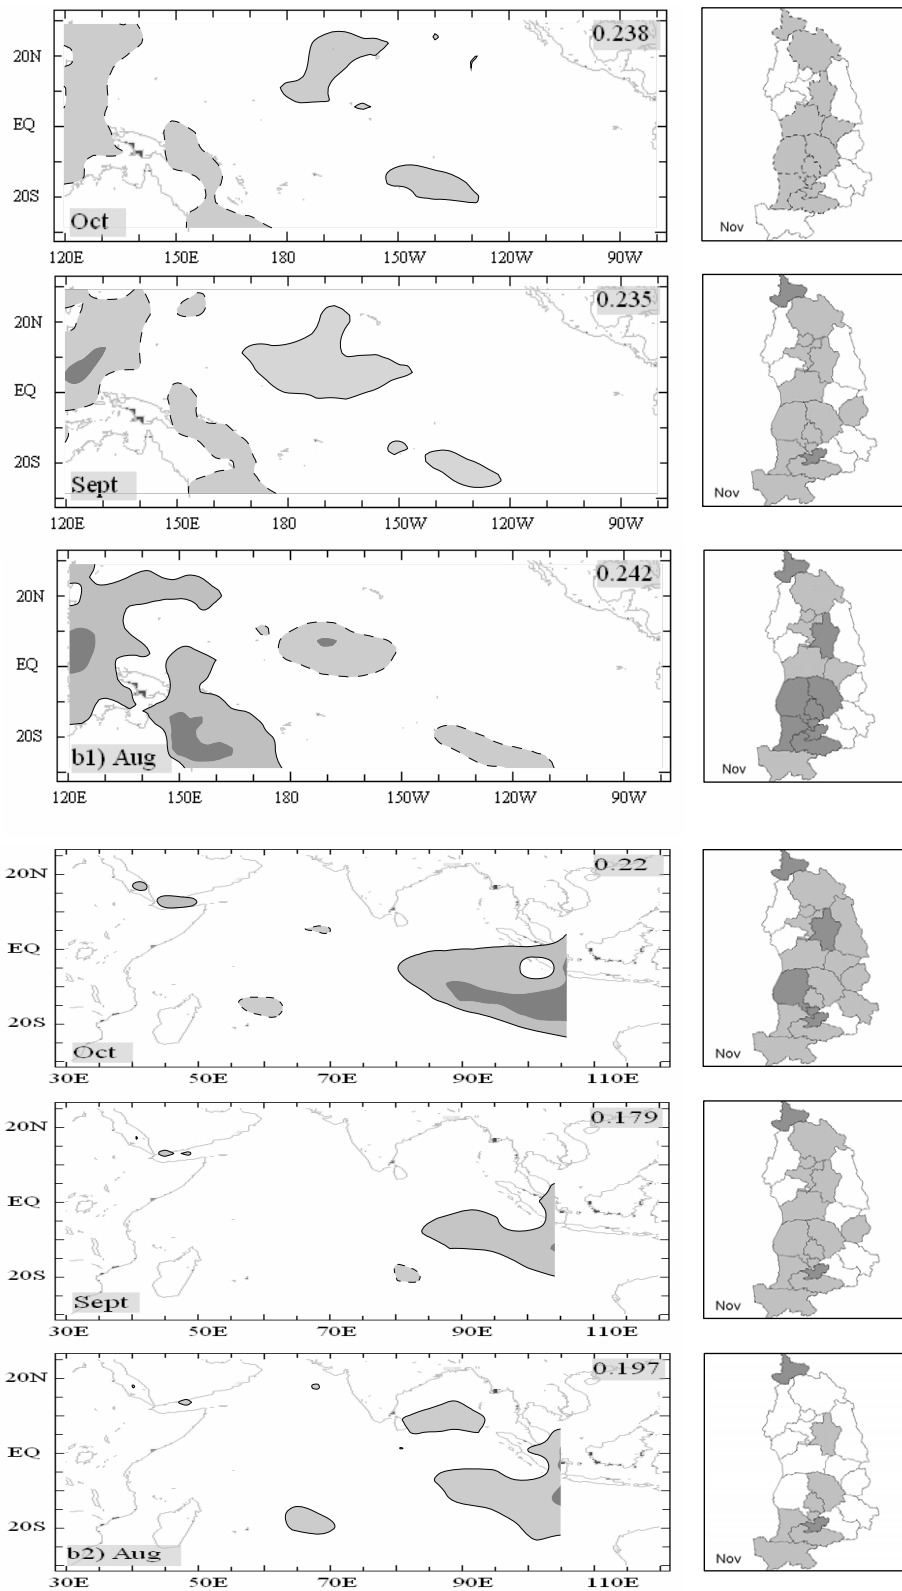 0.238
20N
EQ
20S
Oct
Nov
120E 150E 180 150W 120W 90W
0.235
20N
EQ
20S
Sept
Nov
120E 150E 180 150W 120W 90W
0.242
20N
EQ
20S
b1) Aug
Nov
120E 150E 180 150W 120W 90W
0.22
20N
EQ
20S
Oct
Nov
30E 50E 70E 90E 110E
0.179
20N
EQ
20S
Sept
Nov
30E 50E 70E 90E 110E
0.197
20N
EQ
20S
b2) Aug
Nov
30E 50E 70E 90E 110E